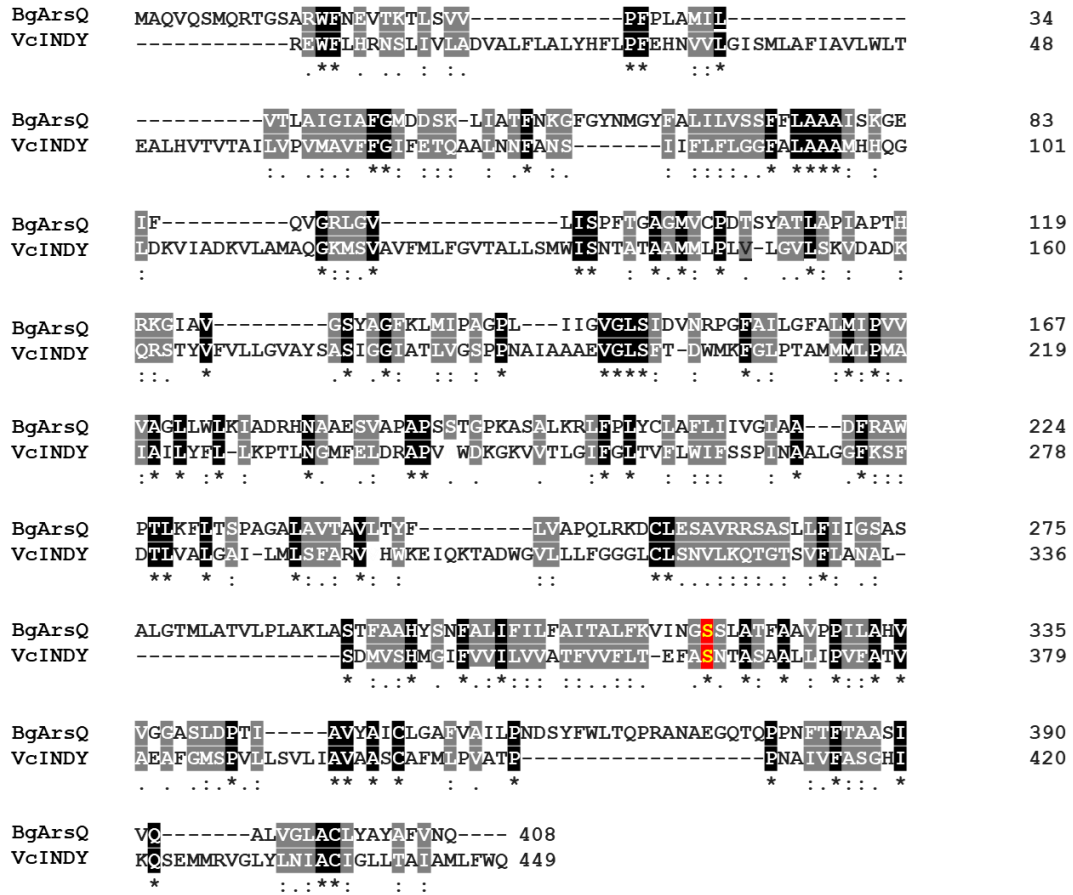 BgArsQ MAQVQSMQRTGSARWFNEVTKTLSVV-------------PFPLAMIL--------------- 34
VcINDY -------------REWFLHRNSLIVLADVALFLALYHFLPFEHNVVLGISMLAFIAVLWLT 48
.** . .. : :. ** ::*
BgArsQ -----------VTLAIGIAFGMDDSK-LIATFNKGFGYNMGYFALILVSSFFLAAAISKGE 83
VcINDY EALHVTVTAILVPVMAVFFGIFETQAALNNFANS-------IIFLFLGGFALAAAMHHQG 101
:. .:: ** ::: : .* :. : ::::. * **** : :
BgArsQ IF-----------QVGRLGV---------------LISPFTGAGMVCPDTSYATLAPIAPTH 119
VcINDY LDKVIADKVLAMAQGKMSVAVFMLFGVTALLSMWISNTATAAMMLPLV-LGVLSKVDADK 160
: *::.* ** : *.*: * . ..*: : :
BgArsQ RKGIAV---------GSYAGFKLMIPAGPL---IIGVGLSIDVNRPGFAILGFALMIPVV 167
VcINDY QRSTYVFVLLGVAYSASIGGIATLVGSPPNAIAAAEVGLSFT-DWMKFGLPTAMMMLPMA 219
::. * .* *: : : * ****: : *.: :*:*:.
BgArsQ VAGLLWLKIADRHNAAESVAPAPSSTGPKASALKRLFPLYCLAFLIIVGLAA---DFRAW 224
VcINDY IAILYFL-LKPTLNGMFELDRAPV WDKGKVVTLGIFGLTVFLWIFSSPINAALGGFKSF 278
:* * :* *. . ** . . . :* * .* ::: . * *:::
BgArsQ PTLKFLTSPAGALAVTAVLTYF---------LVAPQLRKDCLESAVRRSASLLFIIGSAS 275
VcINDY DTLVALGAI-LMLSFARV HWKEIQKTADWGVLLLFGGGLCLSNVLKQTGTSVFLANAL- 336
** * : *:..: * : :: **...::::. :*: .:
BgArsQ ALGTMLATVLPLAKLASTFAAHYSNFALIFILFAITALFKVINGSSLATFAAVPPILAHV 335
VcINDY ----------------SDMVSHMGIFVVILVVATFVVFLT-EFASNTASAALLIPVFATV 379
* :.:* . *.:*::: ::..:: . .*. *: * : *::* *
BgArsQ VGGASLDPTI-----AVYAICLGAFVAILPNDSYFWLTQPRANAEGQTQPPNFTFTAASI 390
VcINDY AEAFGMSPVLLSVLIAVAASCAFMLPVATP-------------------PNAIVFASGHI 420
. . .:.*.: ** * * : . * * :.*::. *
BgArsQ VQ-------ALVGLACLYAYAFVNQ---- 408
VcINDY KQSEMMRVGLYLNIACIGLLTAIAMLFWQ 449
* :.:**: : :